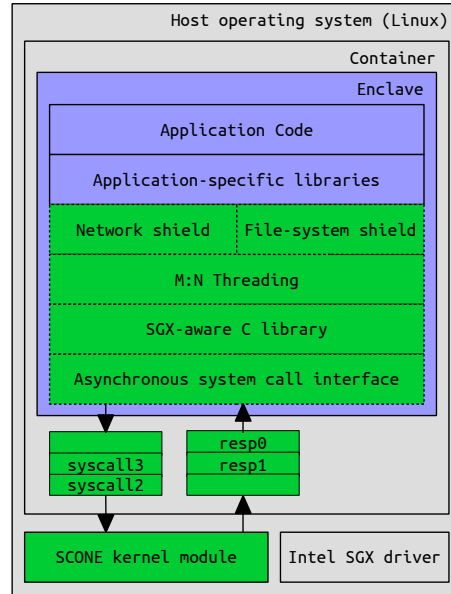 Host operating system (Linux)
Container
Enclave
Application Code
Application-specific libraries
Network shield
File-system shield
M:N Threading
SGX-aware C library
Asynchronous system call interface
resp0
syscall3
resp1
syscall2
SCONE kernel module
Intel SGX driver